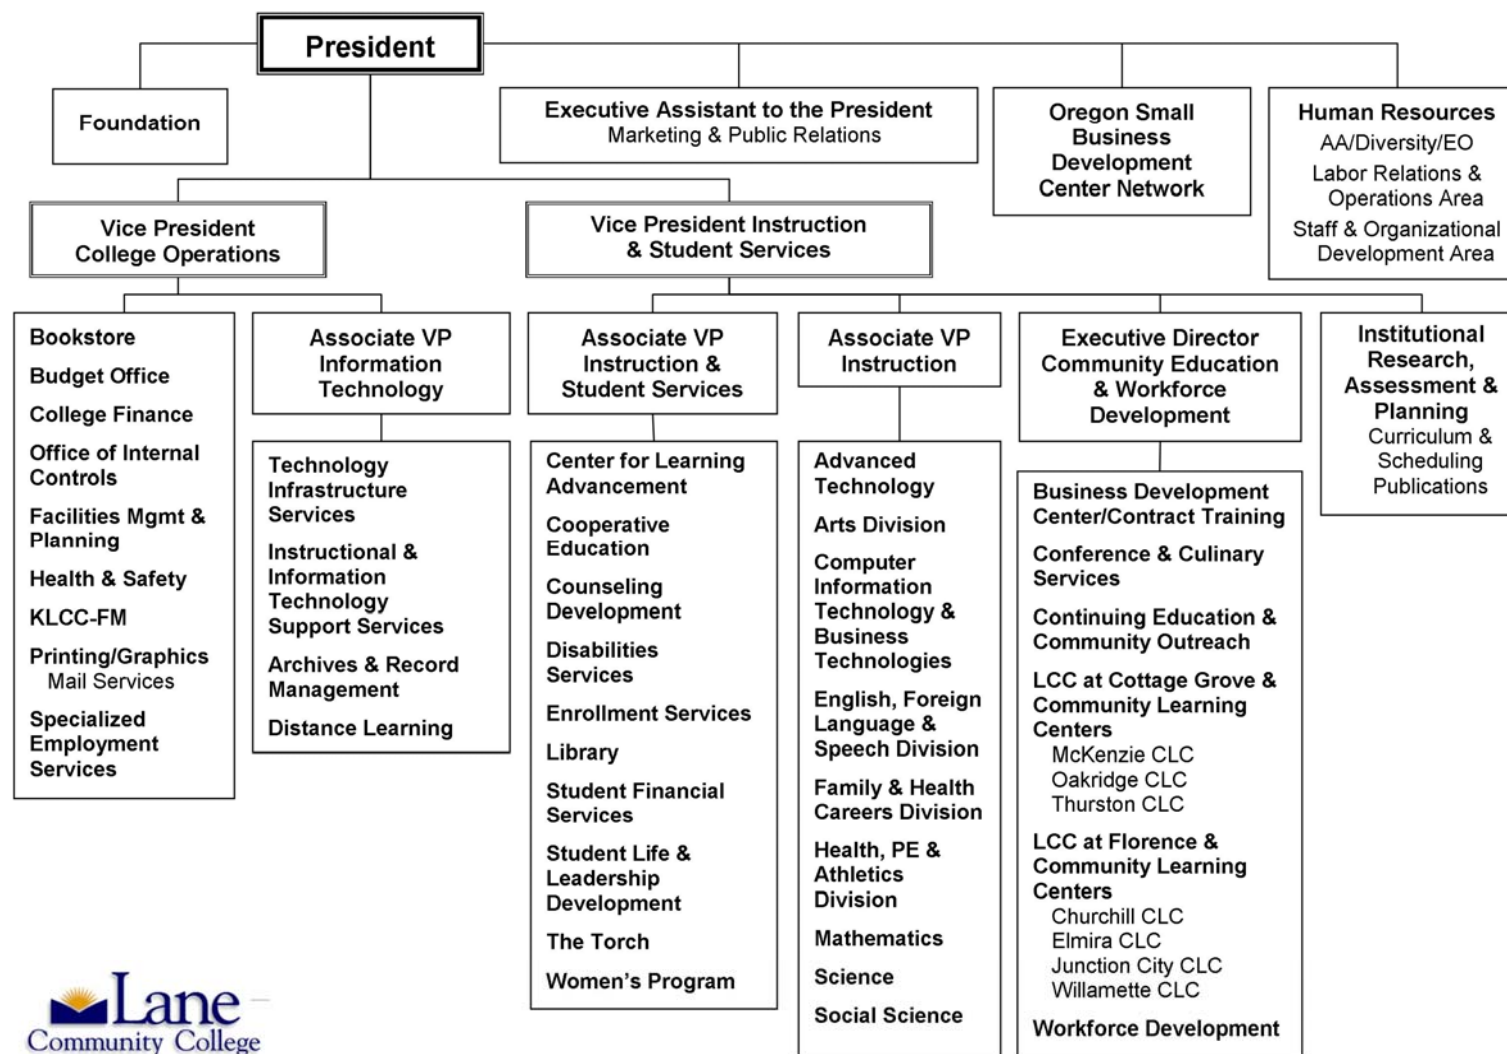 President
Foundation
Executive Assistant to the President
Marketing & Public Relations
Oregon Small
Business
Development
Center Network
Human Resources
AA/Diversity/EO
Labor Relations &
Operations Area
Staff & Organizational
Development Area
Vice President
College Operations
Vice President Instruction
& Student Services
Bookstore
Budget Office
College Finance
Office of Internal
Controls
Facilities Mgmt &
Planning
Health & Safety
KLCC-FM
Printing/Graphics
Mail Services
Specialized
Employment
Services
Associate VP
Information
Technology
Technology
Infrastructure
Services
Instructional &
Information
Technology
Support Services
Archives & Record
Management
Distance Learning
Associate VP
Instruction &
Student Services
Center for Learning
Advancement
Cooperative
Education
Counseling
Development
Disabilities
Services
Enrollment Services
Library
Student Financial
Services
Student Life &
Leadership
Development
The Torch
Women's Program
Associate VP
Instruction
Advanced
Technology
Arts Division
Computer
Information
Technology &
Business
Technologies
English, Foreign
Language &
Speech Division
Family & Health
Careers Division
Health, PE &
Athletics
Division
Mathematics
Science
Social Science
Executive Director
Community Education
& Workforce
Development
Business Development
Center/Contract Training
Conference & Culinary
Services
Continuing Education &
Community Outreach
LCC at Cottage Grove &
Community Learning
Centers
McKenzie CLC
Oakridge CLC
Thurston CLC
LCC at Florence &
Community Learning
Centers
Churchill CLC
Elmira CLC
Junction City CLC
Willamette CLC
Workforce Development
Institutional
Research,
Assessment &
Planning
Curriculum &
Scheduling
Publications
Lane
Community College